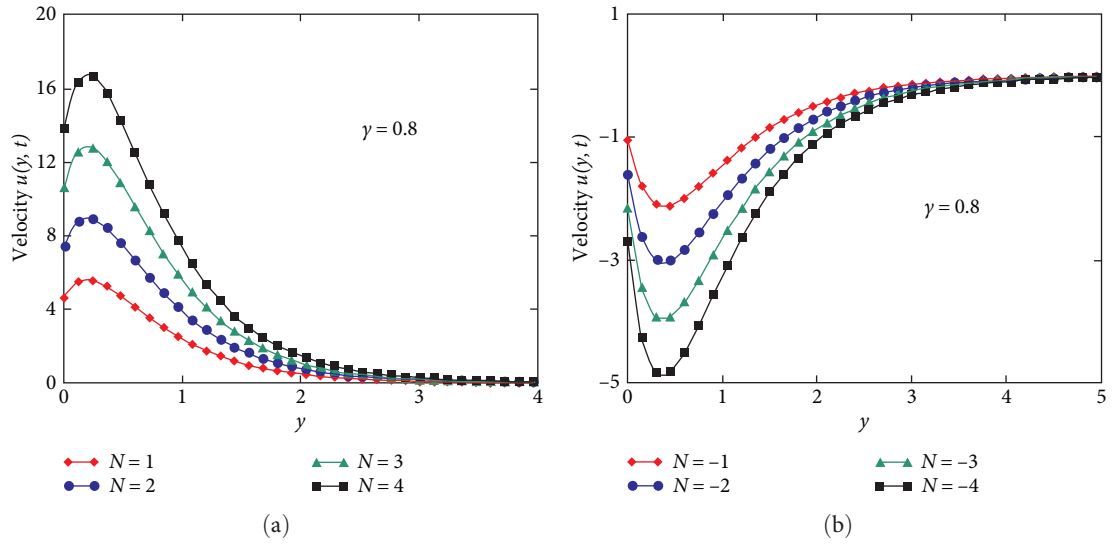 20
16
12
8
4
0
Velocity u(y, t)
γ = 0.8
0 1 2 3 4
y
N = 1
N = 2
N = 3
N = 4
(a)
1
–1
–3
–5
Velocity u(y, t)
γ = 0.8
0 1 2 3 4 5
y
N = –1
N = –2
N = –3
N = –4
(b)